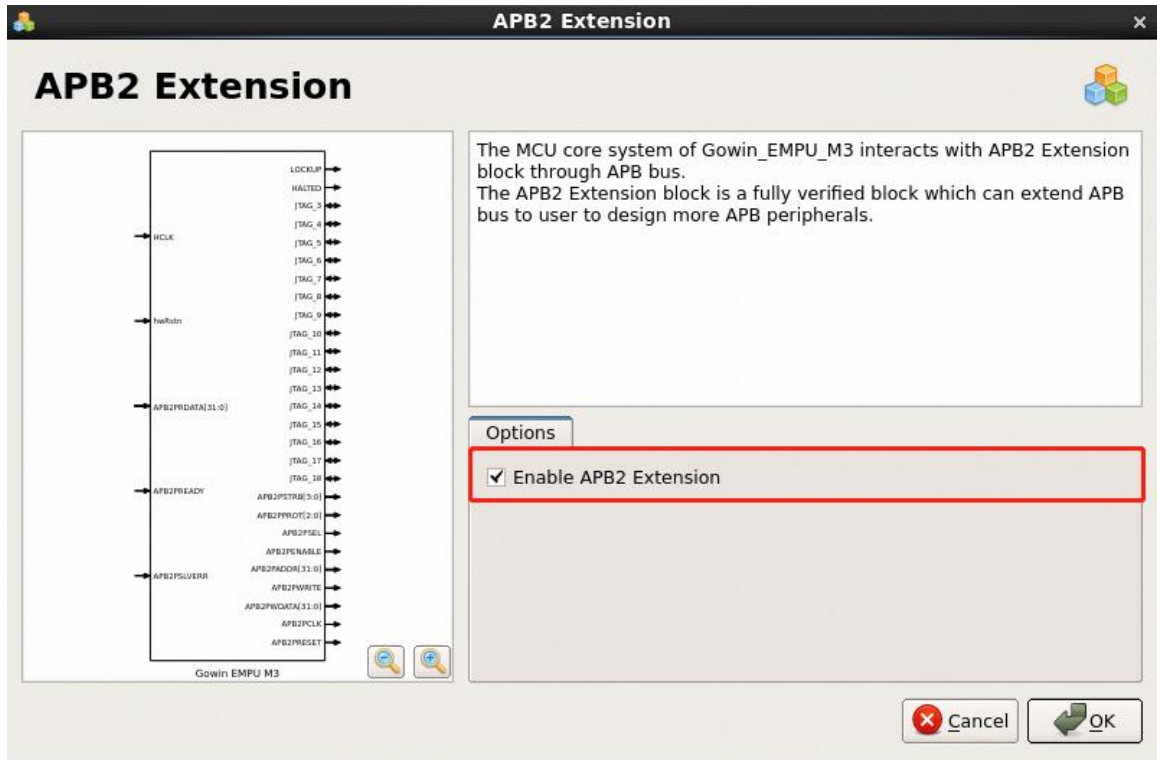 APB2 Extension
APB2 Extension
LOCKUP
HALTED
JTAG_3
JTAG_4
HCLK
JTAG_5
JTAG_6
JTAG_7
JTAG_8
JTAG_9
hwRstn
JTAG_10
JTAG_11
JTAG_12
JTAG_13
APB2PRDATA[31:0]
JTAG_14
JTAG_15
JTAG_16
JTAG_17
JTAG_18
APB2PREADY
APB2PSTRB[3:0]
APB2PPROT[2:0]
APB2PSEL
APB2PENABLE
APB2PADDR[31:0]
APB2PSLVERR
APB2PWRITE
APB2PWDATA[31:0]
APB2PCLK
APB2PRESET
Gowin EMPU M3
The MCU core system of Gowin_EMPU_M3 interacts with APB2 Extension
block through APB bus.
The APB2 Extension block is a fully verified block which can extend APB
bus to user to design more APB peripherals.
Options
Enable APB2 Extension
Cancel
OK